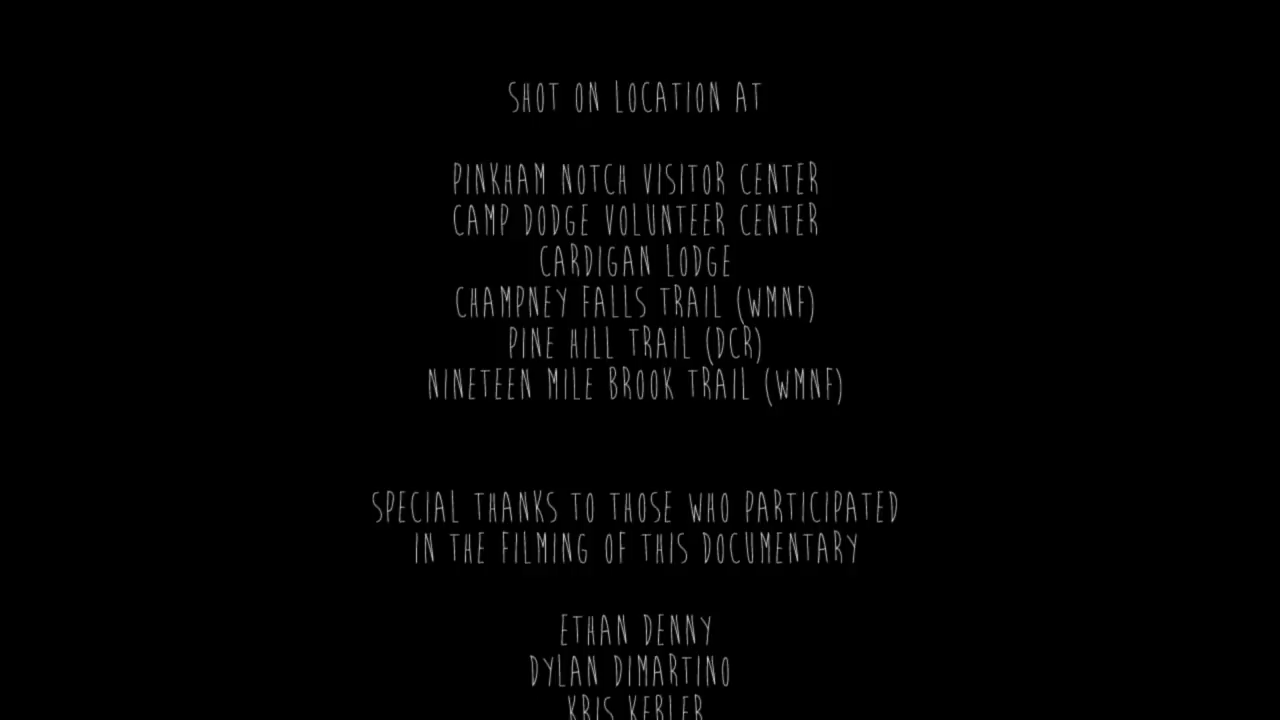 SHOT ON LOCATION AT
PINKHAM NOTCH VISITOR CENTER
CAMP DODGE VOLUNTEER CENTER
CARDIGAN LODGE
CHAMPNEY FALLS TRAIL (WMNF)
PINE HILL TRAIL (DCR)
NINETEEN MILE BROOK TRAIL (WMNF)
SPECIAL THANKS TO THOSE WHO PARTICIPATED
IN THE FILMING OF THIS DOCUMENTARY
ETHAN DENNY
DYLAN DIMARTINO
KRIS